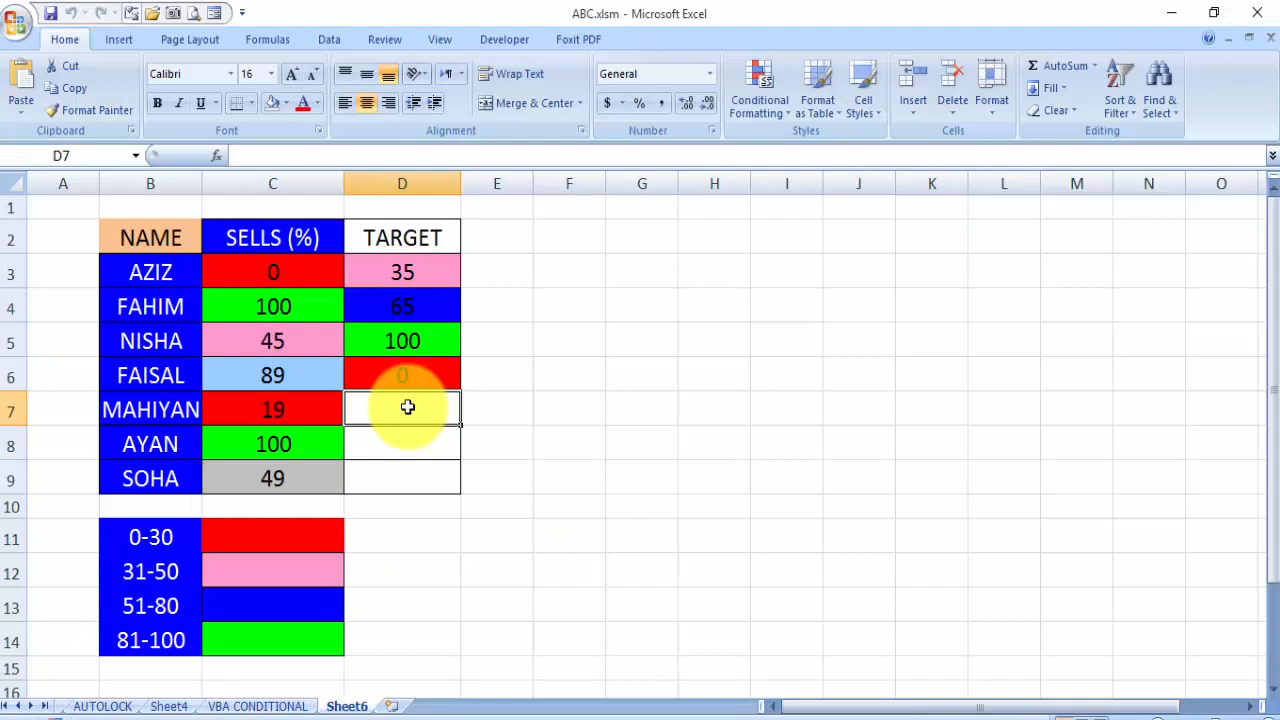 ABC.xlsm - Microsoft Excel
Home Insert Page Layout Formulas Data Review View Developer Foxit PDF
Paste Cut Copy Format Painter Clipboard
Calibri 16 B I U A A A Font
Wrap Text Merge & Center Alignment
General $ % , .0 .00 .00 .0 Number
Conditional Formatting Format as Table Cell Styles Styles
Insert Delete Format Cells
Σ AutoSum Fill Clear Sort & Filter Find & Select Editing
D7 fx
A B C D E F G H I J K L M N O
1
2 NAME SELLS (%) TARGET
3 AZIZ 0 35
4 FAHIM 100 65
5 NISHA 45 100
6 FAISAL 89 0
7 MAHIYAN 19
8 AYAN 100
9 SOHA 49
10
11 0-30
12 31-50
13 51-80
14 81-100
15
16
AUTOLOCK Sheet4 VBA CONDITIONAL Sheet6